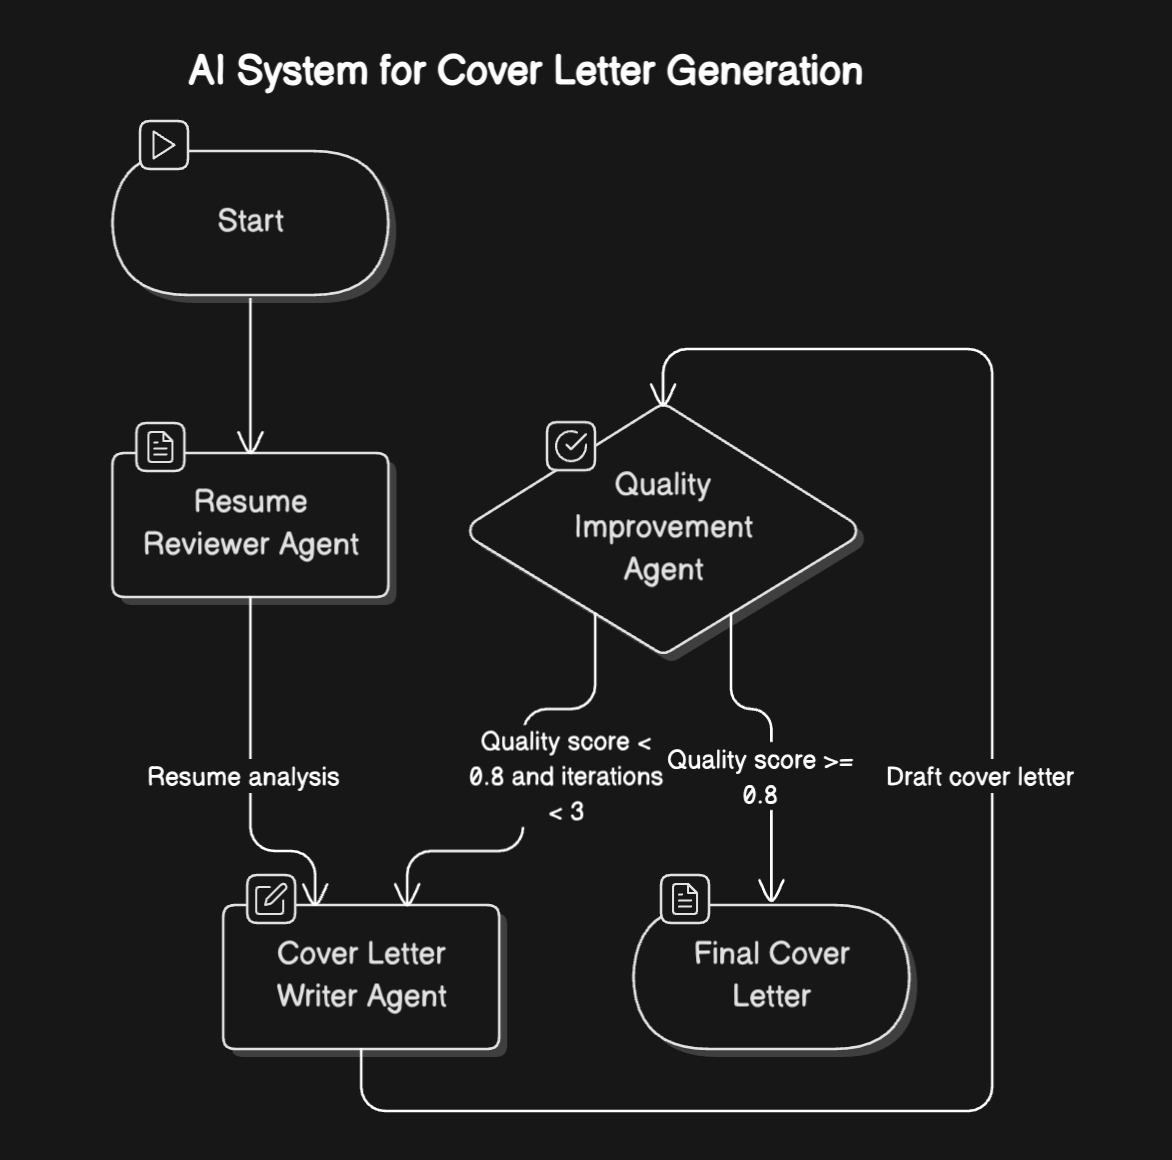 AI System for Cover Letter Generation
Start
Resume
Reviewer Agent
Quality
Improvement
Agent
Resume analysis
Quality score <
0.8 and iterations
< 3
Quality score >=
0.8
Draft cover letter
Cover Letter
Writer Agent
Final Cover
Letter